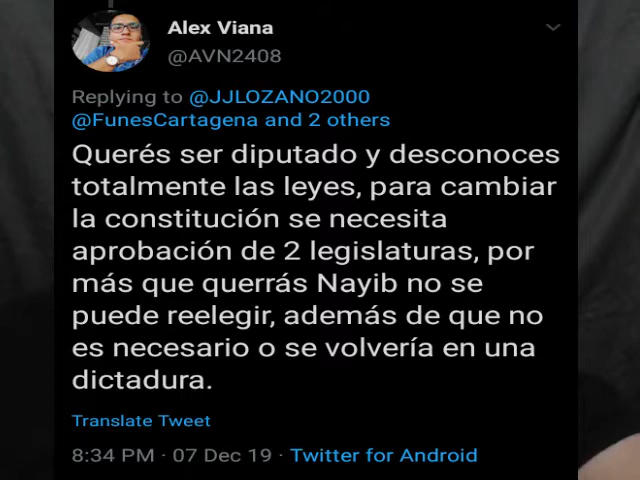 Alex Viana
@AVN2408
Replying to @JJLOZANO2000
@FunesCartagena and 2 others
Querés ser diputado y desconoces
totalmente las leyes, para cambiar
la constitución se necesita
aprobación de 2 legislaturas, por
más que querrás Nayib no se
puede reelegir, además de que no
es necesario o se volvería en una
dictadura.
Translate Tweet
8:34 PM · 07 Dec 19 · Twitter for Android